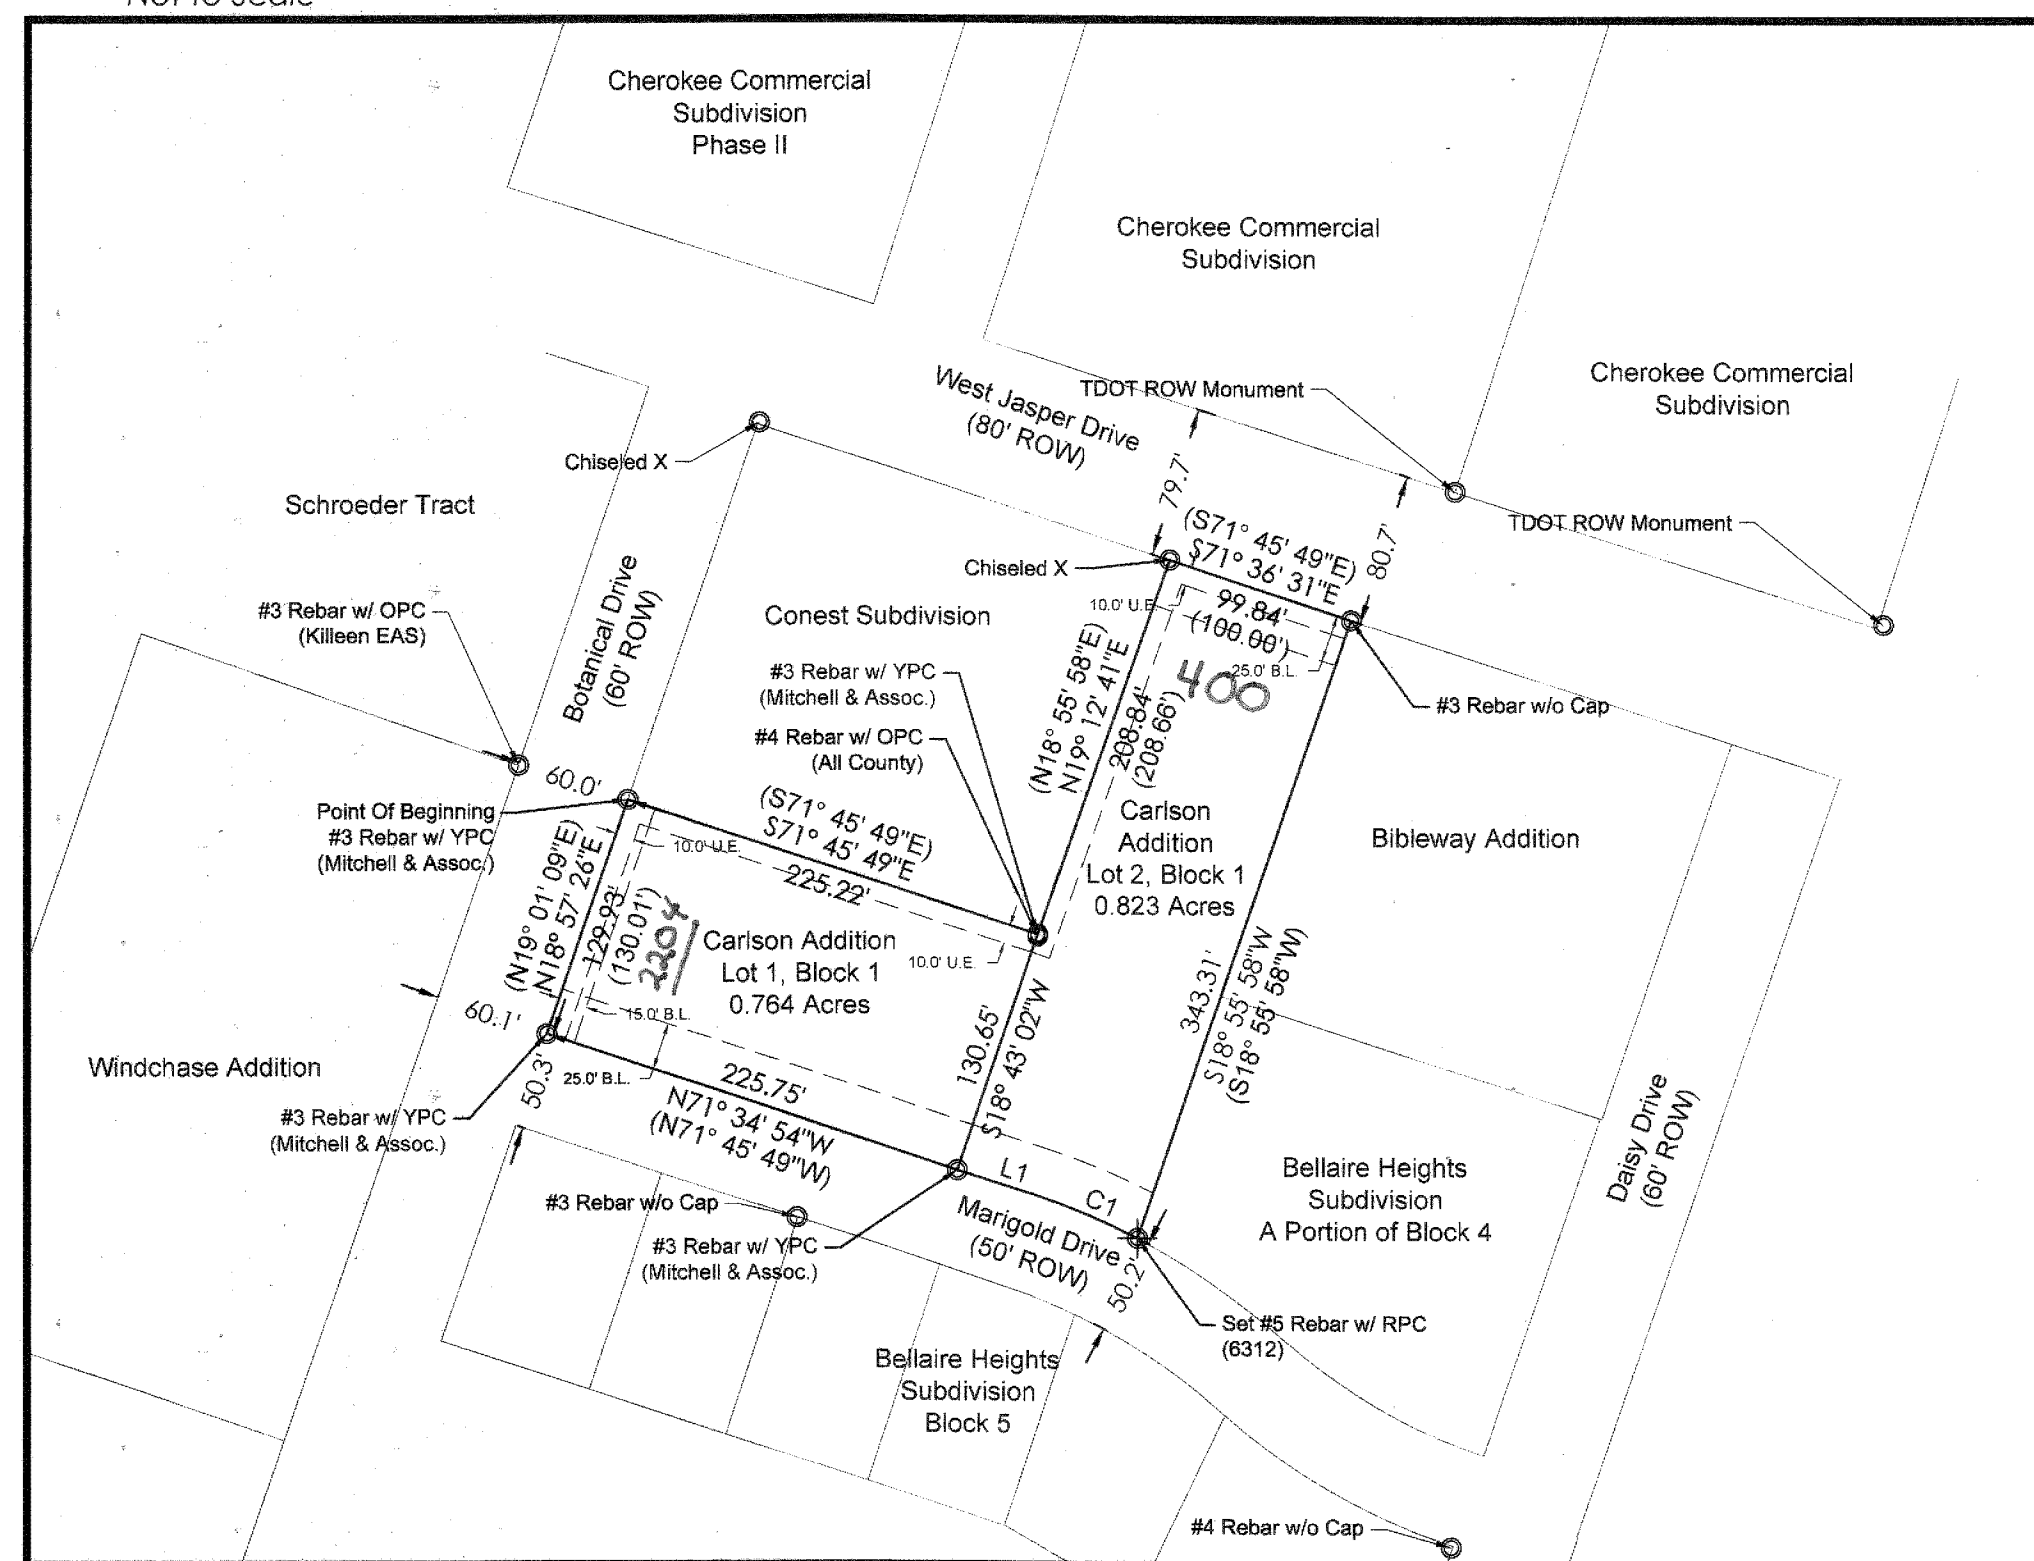 Not to Scale
Cherokee Commercial
Subdivision
Phase II
Cherokee Commercial
Subdivision
Cherokee Commercial
Subdivision
West Jasper Drive
(80' ROW)
TDOT ROW Monument
TDOT ROW Monument
Chiseled X
79.7'
80.7'
(S71° 45' 49"E)
S71° 36' 31"E
99.84'
(100.00')
Schroeder Tract
Chiseled X
10.0' U.E.
25.0' B.L.
400
#3 Rebar w/ OPC
(Killeen EAS)
Botanical Drive
(60' ROW)
Conest Subdivision
#3 Rebar w/ YPC
(Mitchell & Assoc.)
#4 Rebar w/ OPC
(All County)
(N18° 55' 58"E)
N19° 12' 41"E
208.84'
(208.66')
#3 Rebar w/o Cap
60.0'
Point Of Beginning
#3 Rebar w/ YPC
(Mitchell & Assoc.)
(S71° 45' 49"E)
S71° 45' 49"E
225.22'
10.0' U.E.
Carlson
Addition
Lot 2, Block 1
0.823 Acres
Bibleway Addition
(N19° 01' 09"E)
N18° 57' 26"E
129.93'
(130.01')
2204
Carlson Addition
Lot 1, Block 1
0.764 Acres
10.0' U.E.
15.0' B.L.
25.0' B.L.
60.1'
50.3'
130.65'
S18° 43' 02"W
343.31'
S18° 55' 58"W
(S18° 55' 58"W)
Windchase Addition
#3 Rebar w/ YPC
(Mitchell & Assoc.)
225.75'
N71° 34' 54"W
(N71° 45' 49"W)
L1
C1
Daisy Drive
(60' ROW)
Bellaire Heights
Subdivision
A Portion of Block 4
#3 Rebar w/o Cap
#3 Rebar w/ YPC
(Mitchell & Assoc.)
Marigold Drive
(50' ROW)
50.2'
Set #5 Rebar w/ RPC
(6312)
Bellaire Heights
Subdivision
Block 5
#4 Rebar w/o Cap